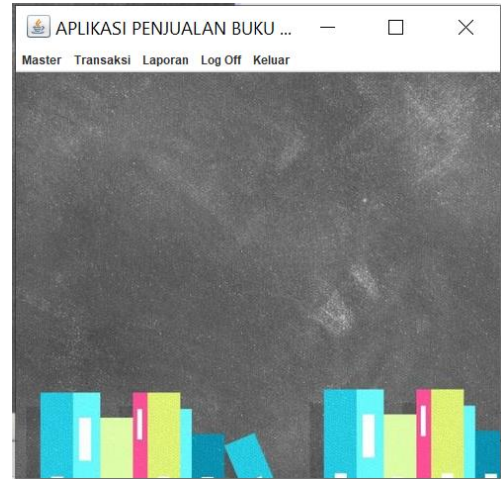 APLIKASI PENJUALAN BUKU ...
Master Transaksi Laporan Log Off Keluar